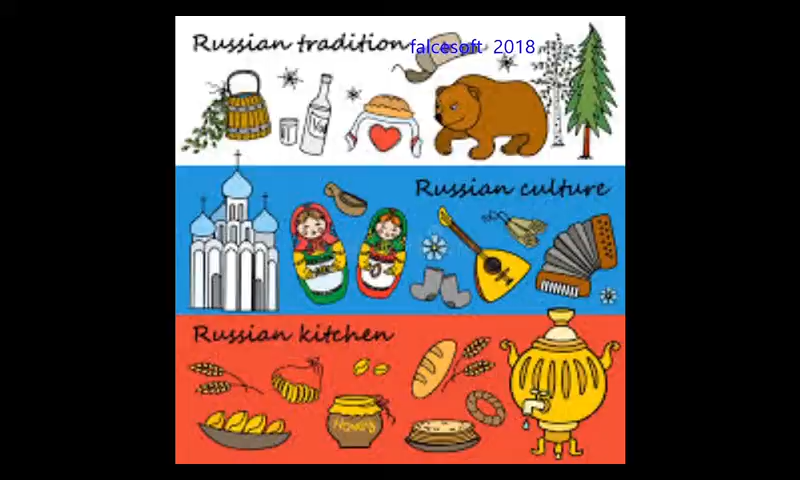 Russian tradition
falcesoft 2018
Russian culture
Russian kitchen
Honey